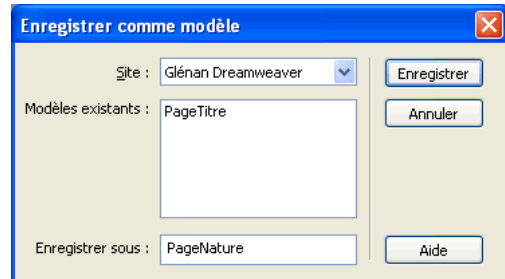 Enregistrer comme modèle
Site : Glénan Dreamweaver Enregistrer
Modèles existants : PageTitre Annuler
Enregistrer sous : PageNature Aide